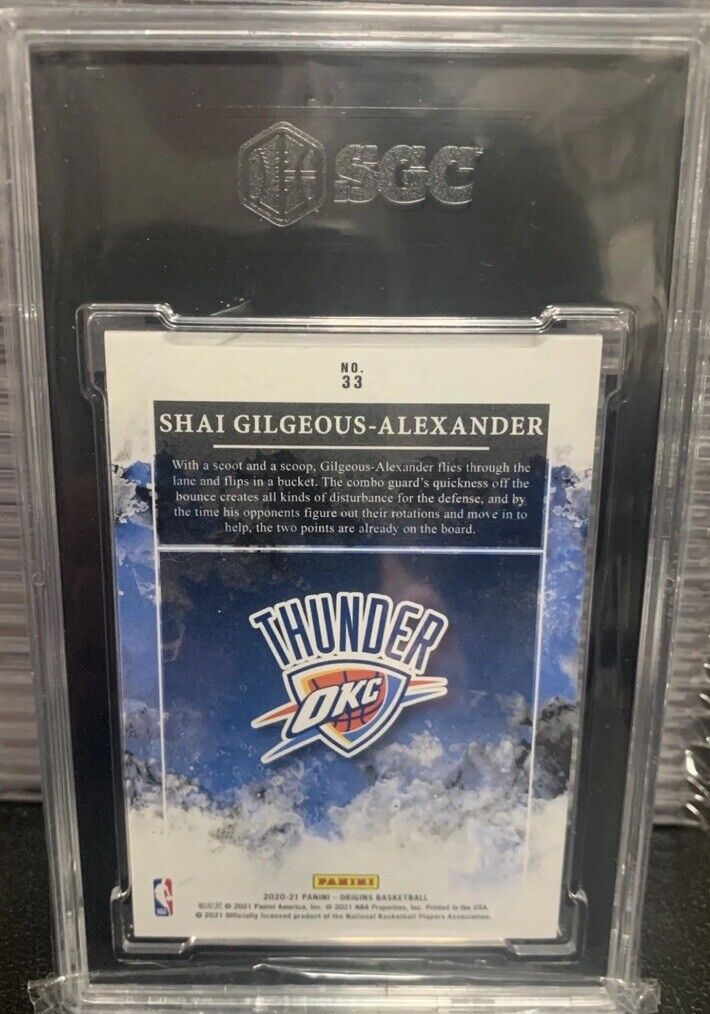 SGC
NO.
33
SHAI GILGEOUS-ALEXANDER
With a scoot and a scoop, Gilgeous-Alexander flies through the
lane and flips in a bucket. The combo guard's quickness off the
bounce creates all kinds of disturbance for the defense, and by
the time his opponents figure out their rotations and move in to
help, the two points are already on the board.
THUNDER
OKC
PANINI
2020-21 PANINI – ORIGINS BASKETBALL
© 2021 Panini America, Inc. © 2021 NBA Properties, Inc. Printed in the USA.
© 2021 Officially licensed product of the National Basketball Players Association.
NBA